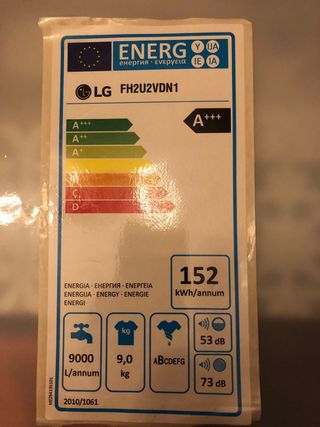 ENERG Y IJA IE IA
енергия · ενεργεια
LG FH2U2VDN1
A+++ A+++
A++
A+
A
B
C
D
ENERGIA · ЕНЕРГИЯ · ΕΝΕΡΓΕΙΑ
ENERGIJA · ENERGY · ENERGIE
ENERGI
152
kWh/annum
kg
9000
L/annum
9,0
kg
ABCDEFG
53 dB
73 dB
2010/1061